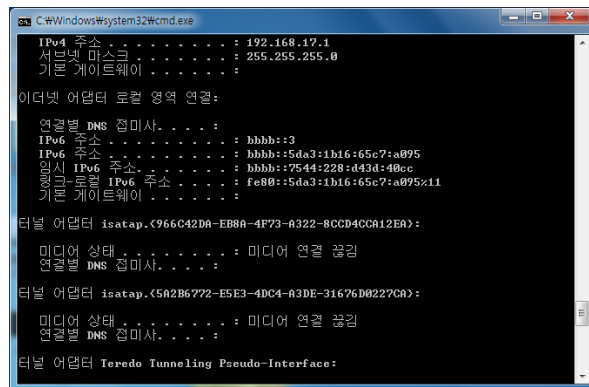 C:₩Windows₩system32₩cmd.exe
IPv4 주소 . . . . . . . . . : 192.168.17.1
서브넷 마스크 . . . . . . . : 255.255.255.0
기본 게이트웨이 . . . . . . :
이더넷 어댑터 로컬 영역 연결:
연결별 DNS 접미사. . . . :
IPv6 주소 . . . . . . . . . : bbbb::3
IPv6 주소 . . . . . . . . . : bbbb::5da3:1b16:65c7:a095
임시 IPv6 주소. . . . . . . : bbbb::7544:228:d43d:40cc
링크-로컬 IPv6 주소 . . . . : fe80::5da3:1b16:65c7:a095%11
기본 게이트웨이 . . . . . . :
터널 어댑터 isatap.{966C42DA-EB8A-4F73-A322-8CCD4CCA12EA}:
미디어 상태 . . . . . . . . : 미디어 연결 끊김
연결별 DNS 접미사. . . . :
터널 어댑터 isatap.{5A2B6772-E5E3-4DC4-A3DE-31676D0227CA}:
미디어 상태 . . . . . . . . : 미디어 연결 끊김
연결별 DNS 접미사. . . . :
터널 어댑터 Teredo Tunneling Pseudo-Interface: